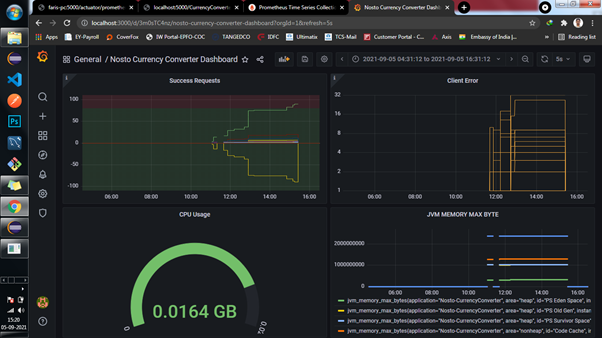 faris-pc:5000/actuator/prometh
localhost:5000/CurrencyConvert
Prometheus Time Series Collecti
Nosto Currency Converter Dashb
localhost:3000/d/3m0sTC4nz/nosto-currency-converter-dashboard?orgId=1&refresh=5s
Apps
EY-Payroll
CoverFox
3W Portal-EPFO-COC
TANGEDCO
IDFC
Ultimatix
TCS-Mail
Customer Portal - C...
Airtel
Embassy of India J...
Reading list
General / Nosto Currency Converter Dashboard
2021-09-05 04:31:12 to 2021-09-05 16:31:12
5s
Success Requests
100
50
0
-50
-100
06:00 08:00 10:00 12:00 14:00 16:00
Client Error
32
16
8
4
2
1
06:00 08:00 10:00 12:00 14:00 16:00
CPU Usage
0.0164 GB
0
JVM MEMORY MAX BYTE
2000000000
1000000000
0
06:00 08:00 10:00 12:00 14:00 16:00
jvm_memory_max_bytes{application="Nosto-CurrencyConverter", area="heap", id="PS Eden Space", in
jvm_memory_max_bytes{application="Nosto-CurrencyConverter", area="heap", id="PS Old Gen", instan
jvm_memory_max_bytes{application="Nosto-CurrencyConverter", area="heap", id="PS Survivor Space"
jvm_memory_max_bytes{application="Nosto-CurrencyConverter", area="nonheap", id="Code Cache", i
15:20
05-09-2021